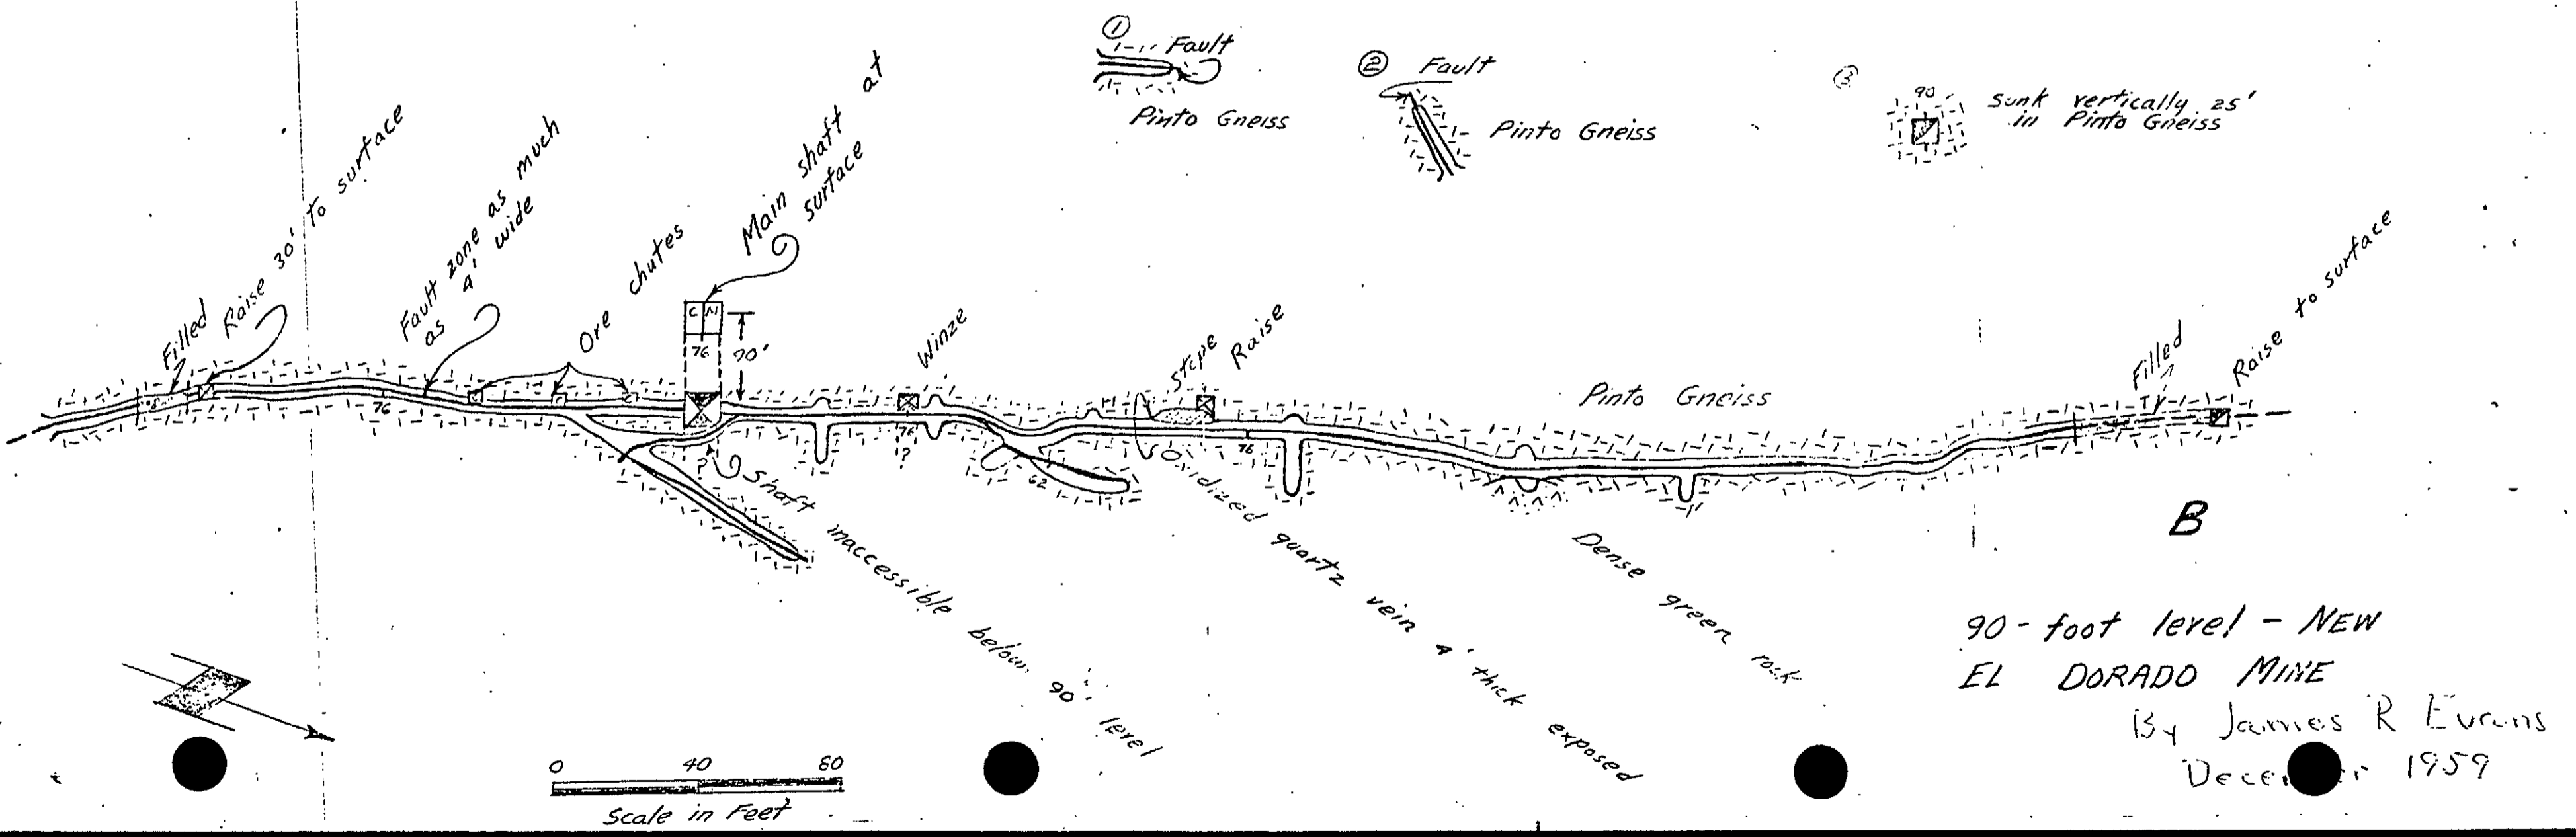 ① Fault
Pinto Gneiss
② Fault
Pinto Gneiss
③
90
sunk vertically 25'
in Pinto Gneiss
Filled
Raise 30' to surface
Fault zone as much
as 4' wide
Ore chutes
Main shaft at
surface
C M
76
90'
Winze
Stope
Raise
Pinto Gneiss
Filled
Raise to surface
76
76
?
?
62
76
Shaft inaccessible below 90' level
Oxidized quartz vein 4' thick exposed
Dense green rock
B
90-foot level - NEW
EL DORADO MINE
By James R Evans
1959
0 40 80
Scale in Feet